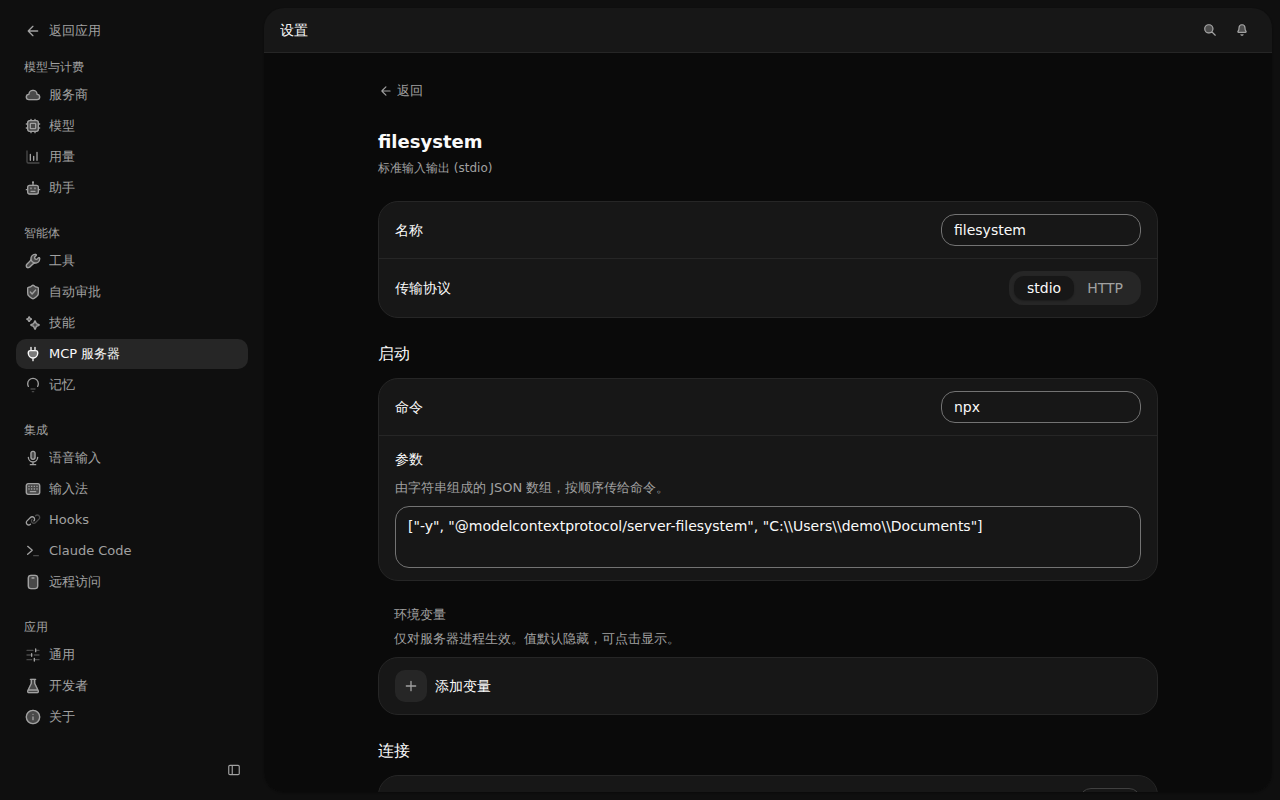 返回应用
模型与计费
服务商
模型
用量
助手
智能体
工具
自动审批
技能
MCP 服务器
记忆
集成
语音输入
输入法
Hooks
Claude Code
远程访问
应用
通用
开发者
关于
设置
返回
filesystem
标准输入输出 (stdio)
名称
filesystem
传输协议
stdio
HTTP
启动
命令
npx
参数
由字符串组成的 JSON 数组，按顺序传给命令。
["-y", "@modelcontextprotocol/server-filesystem", "C:\\Users\\demo\\Documents"]
环境变量
仅对服务器进程生效。值默认隐藏，可点击显示。
添加变量
连接